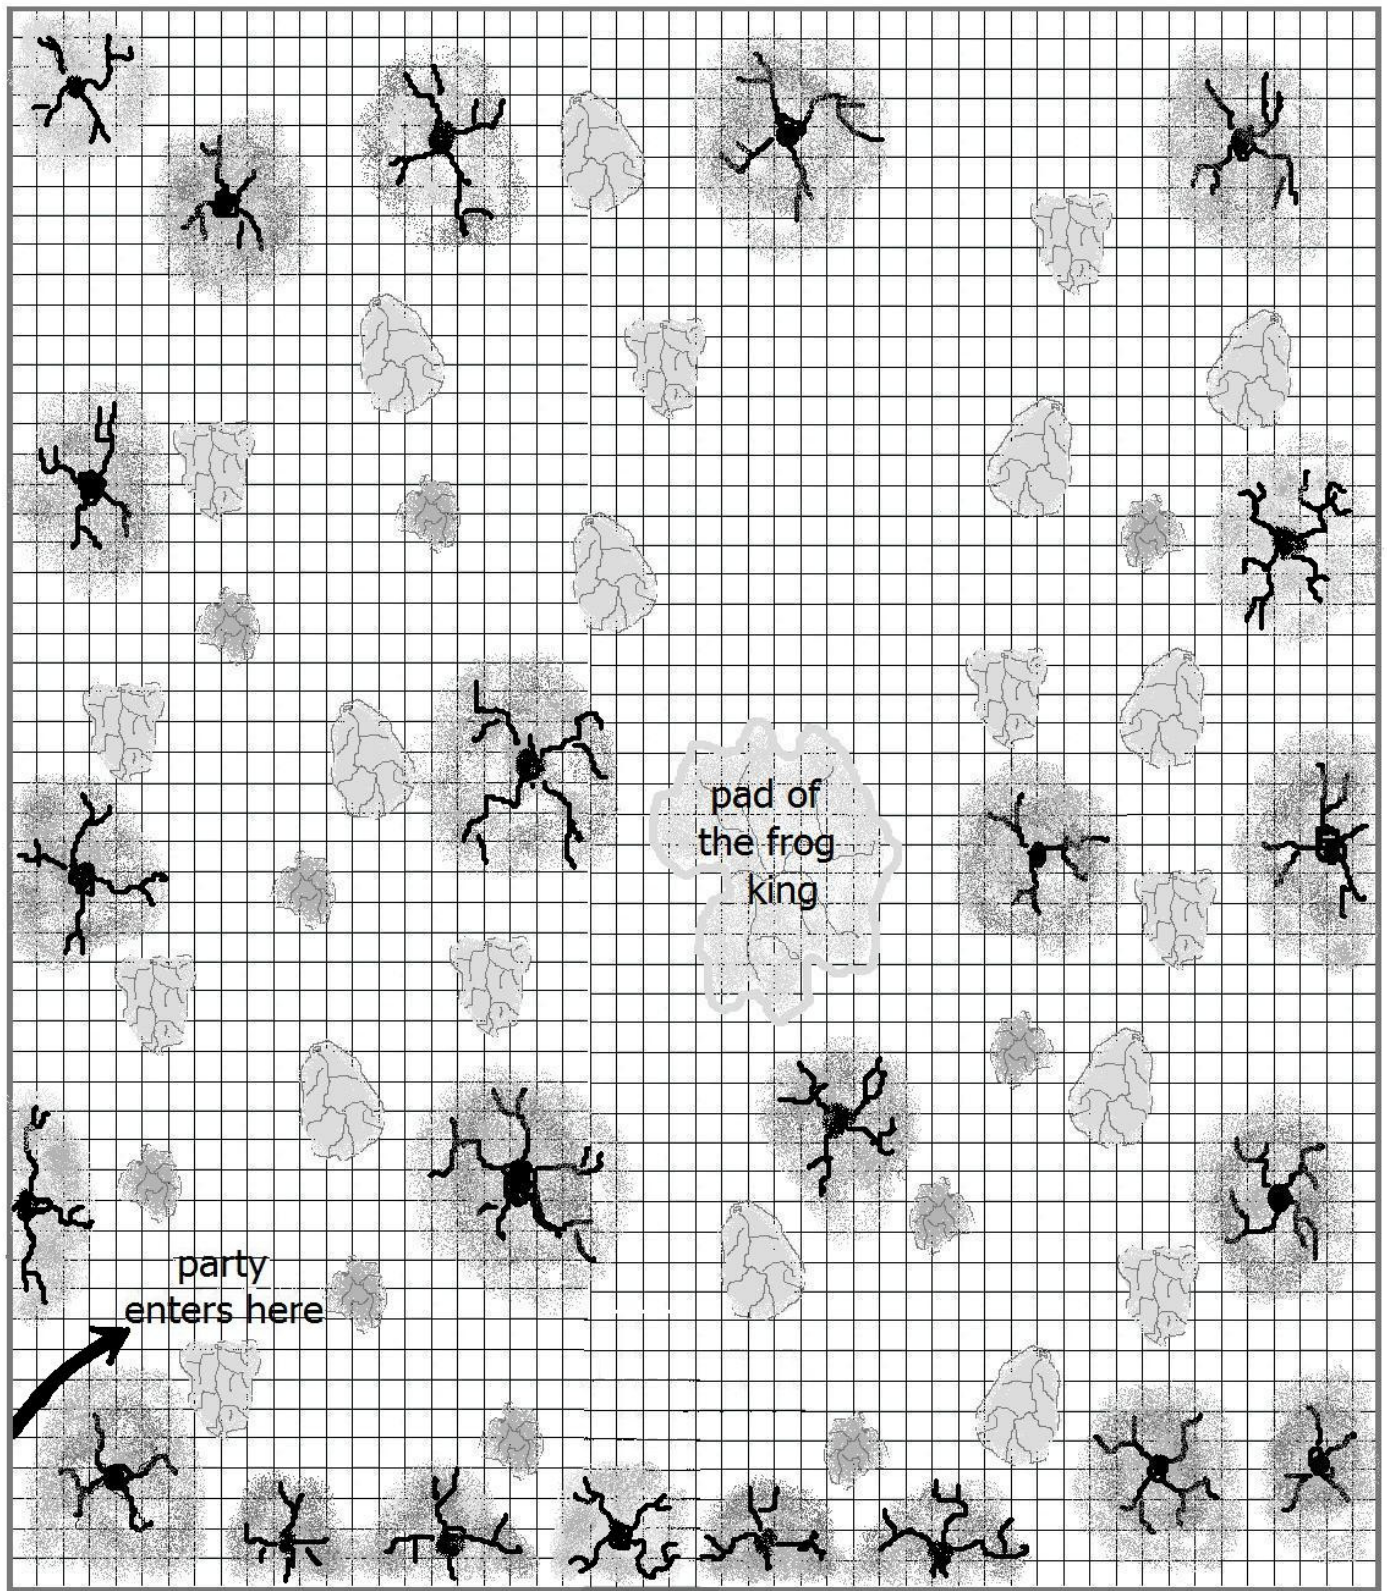 pad of
the frog
king
party
enters here